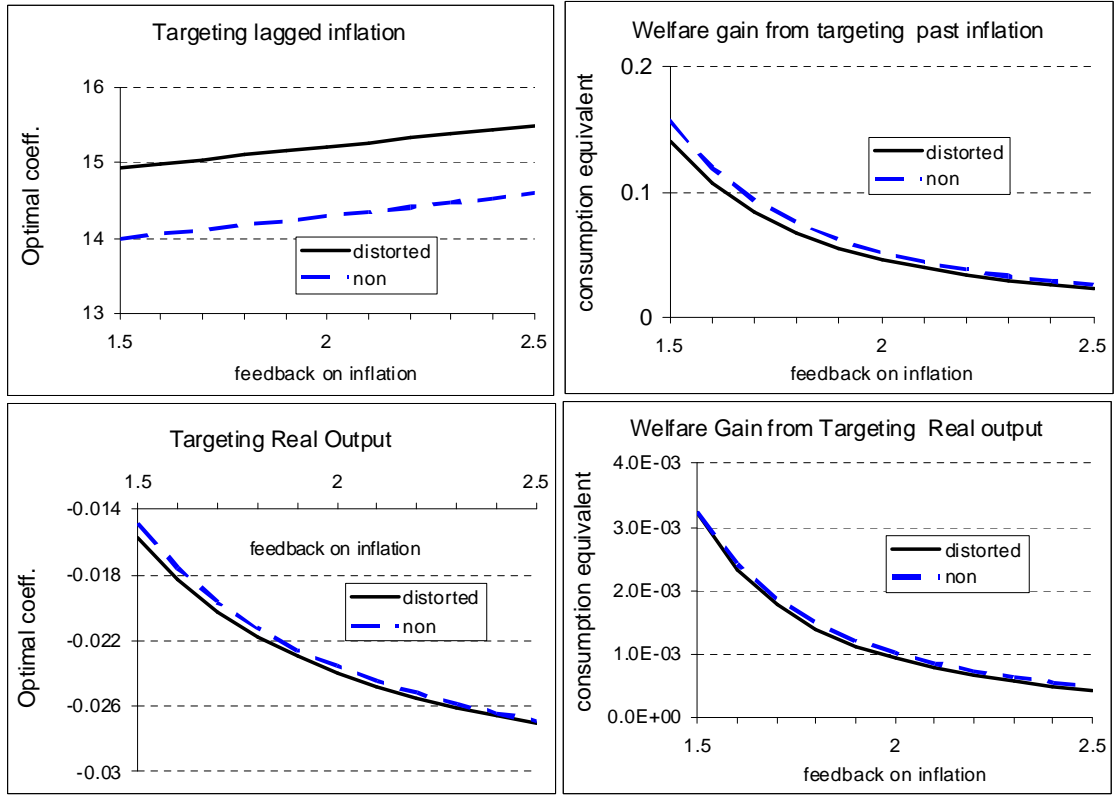 Targeting lagged inflation
Optimal coeff.
16
15
14
13
1.5 2 2.5
feedback on inflation
distorted
non
Welfare gain from targeting past inflation
consumption equivalent
0.2
0.1
0
1.5 2 2.5
feedback on inflation
distorted
non
Targeting Real Output
Optimal coeff.
1.5 2 2.5
-0.014
-0.018
-0.022
-0.026
-0.03
feedback on inflation
distorted
non
Welfare Gain from Targeting Real output
consumption equivalent
4.0E-03
3.0E-03
2.0E-03
1.0E-03
0.0E+00
1.5 2 2.5
feedback on inflation
distorted
non